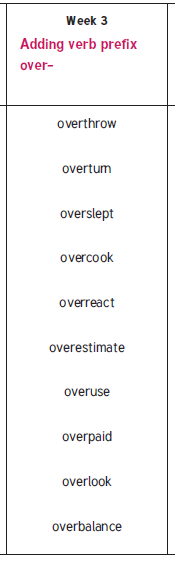 Week 3
Adding verb prefix
over–
overthrow
overturn
overslept
overcook
overreact
overestimate
overuse
overpaid
overlook
overbalance